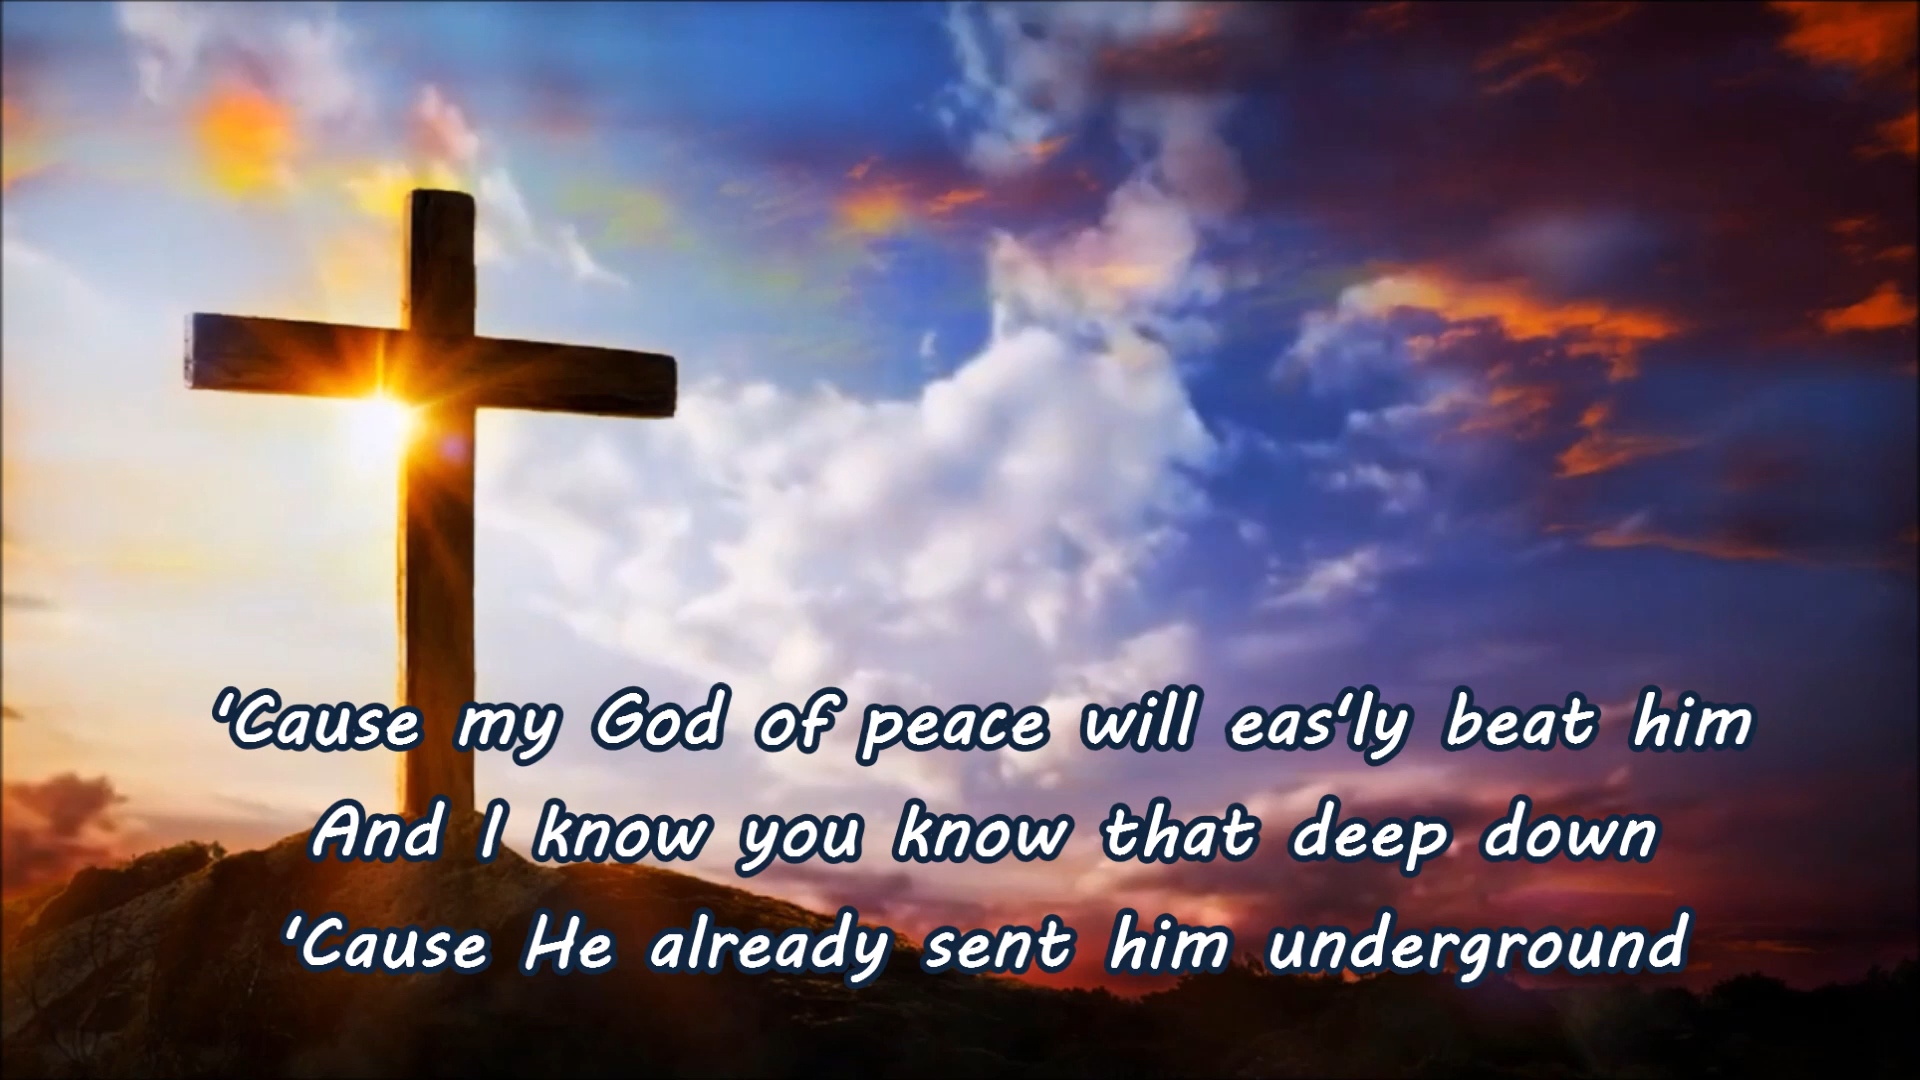 'Cause my God of peace will eas'ly beat him
And I know you know that deep down
'Cause He already sent him underground